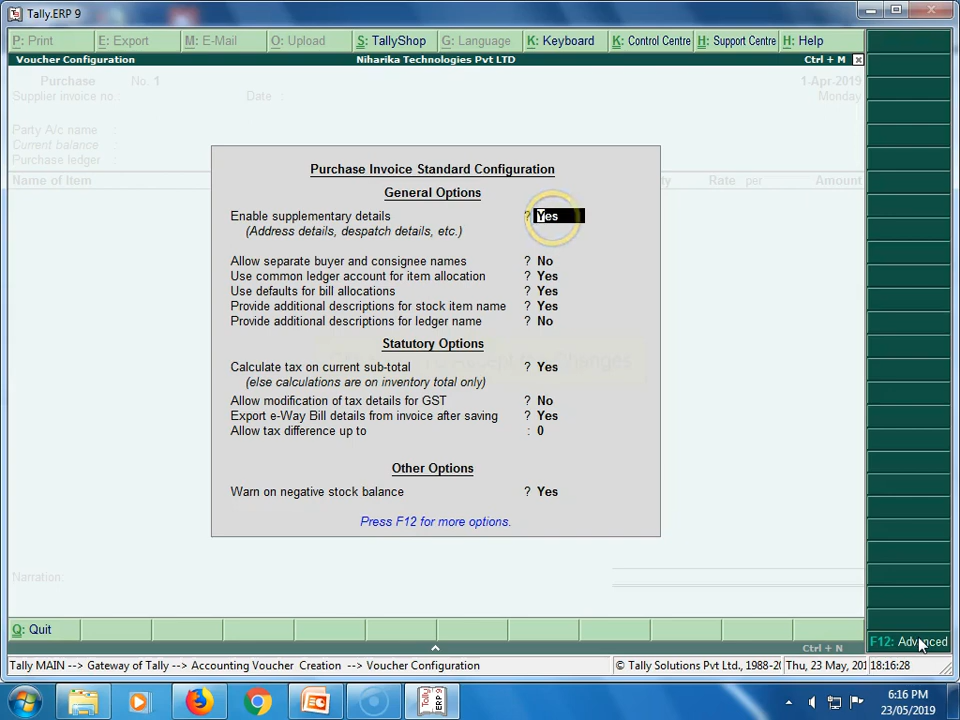 Tally.ERP 9
P: Print E: Export M: E-Mail O: Upload S: TallyShop G: Language K: Keyboard K: Control Centre H: Support Centre H: Help
Voucher Configuration Niharika Technologies Pvt LTD Ctrl + M
Purchase No. 1 1-Apr-2019
Supplier invoice no.: Date : Monday
Party A/c name :
Current balance :
Purchase ledger :
Name of Item Rate per Amount
Purchase Invoice Standard Configuration
General Options
Enable supplementary details ? Yes
(Address details, despatch details, etc.)
Allow separate buyer and consignee names ? No
Use common ledger account for item allocation ? Yes
Use defaults for bill allocations ? Yes
Provide additional descriptions for stock item name ? Yes
Provide additional descriptions for ledger name ? No
Statutory Options
Calculate tax on current sub-total ? Yes
(else calculations are on inventory total only)
Allow modification of tax details for GST ? No
Export e-Way Bill details from invoice after saving ? Yes
Allow tax difference up to : 0
Other Options
Warn on negative stock balance ? Yes
Press F12 for more options.
Narration:
Q: Quit
F12: Advanced
Ctrl + N
Tally MAIN --> Gateway of Tally --> Accounting Voucher Creation --> Voucher Configuration © Tally Solutions Pvt Ltd., 1988-20 Thu, 23 May, 201 18:16:28
Tally ERP 9
6:16 PM
23/05/2019